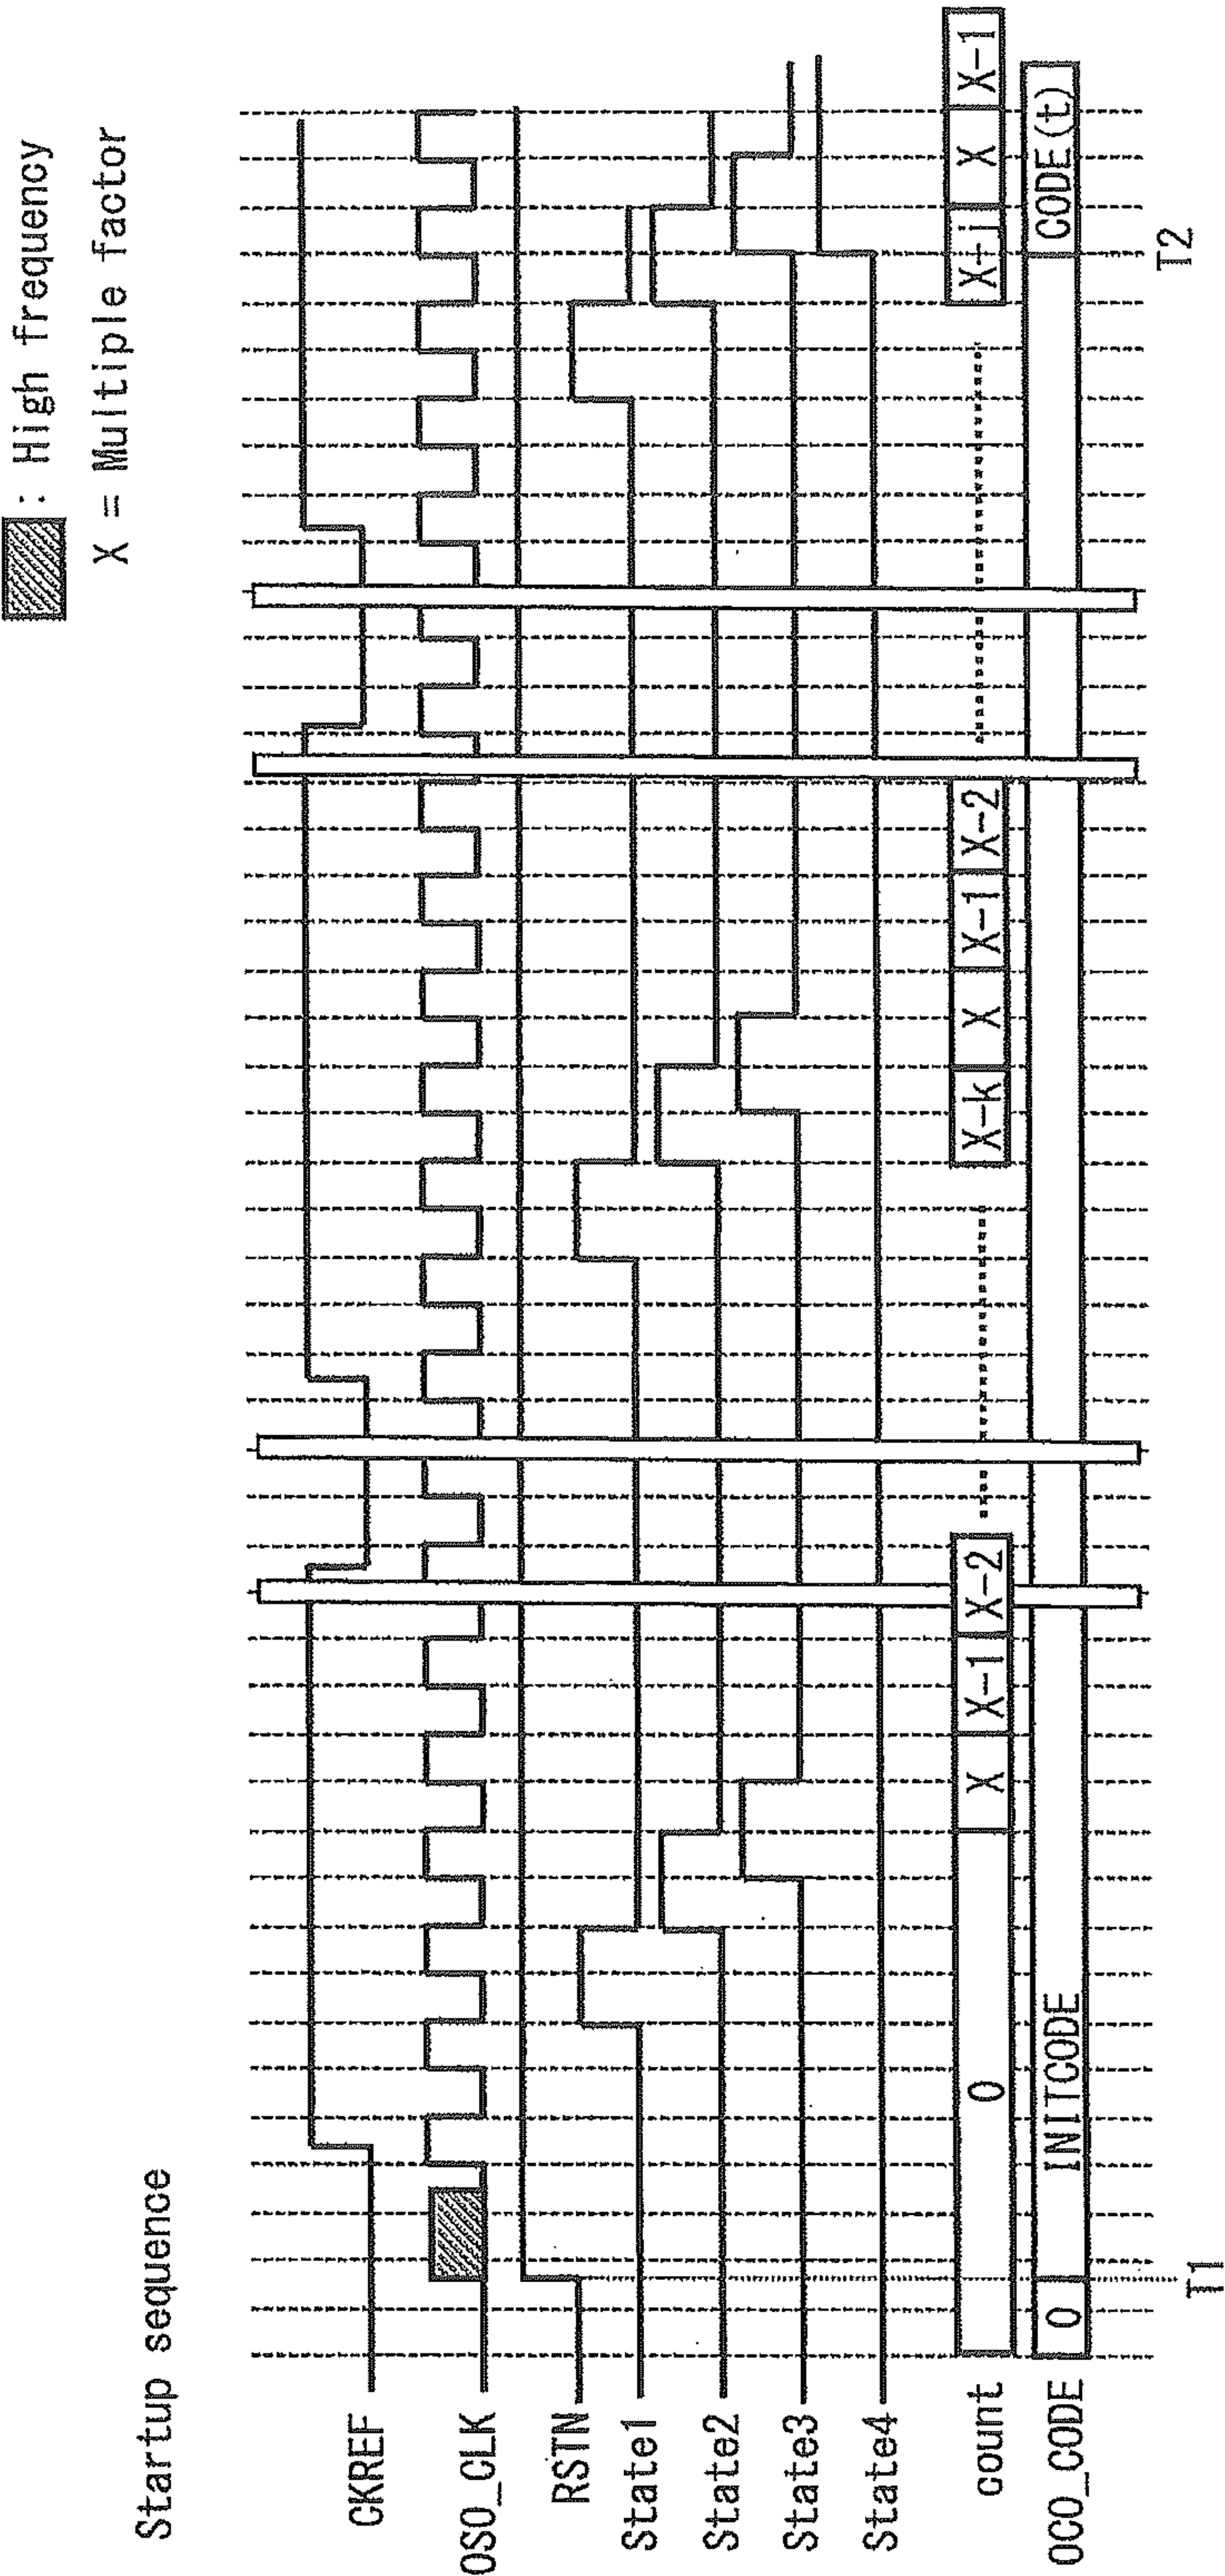 Startup sequence
: High frequency
X = Multiple factor
CKREF
OSO_CLK
RSTN
State1
State2
State3
State4
count 0 X X-1 X-2 X-k X X-1 X-2 X+j X X-1
OCO_CODE 0 INITCODE CODE(t)
T1 T2